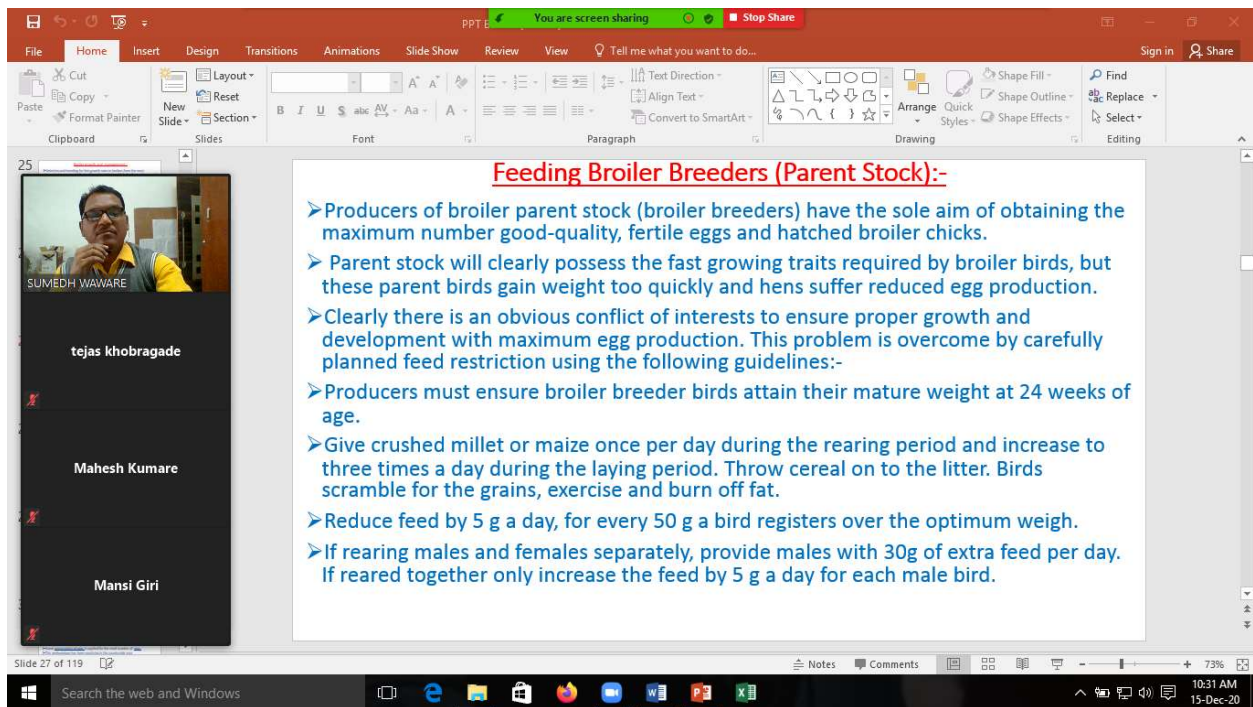 PPT
You are screen sharing
Stop Share
File Home Insert Design Transitions Animations Slide Show Review View Tell me what you want to do... Sign in Share
Cut
Copy
Format Painter
Paste
Clipboard
New Slide
Layout
Reset
Section
Slides
B I U S abc AV Aa A
Font
Text Direction
Align Text
Convert to SmartArt
Paragraph
Arrange
Quick Styles
Shape Fill
Shape Outline
Shape Effects
Drawing
Find
Replace
Select
Editing
25
SUMEDH WAWARE
tejas khobragade
Mahesh Kumare
Mansi Giri
Feeding Broiler Breeders (Parent Stock):-
➢Producers of broiler parent stock (broiler breeders) have the sole aim of obtaining the
maximum number good-quality, fertile eggs and hatched broiler chicks.
➢ Parent stock will clearly possess the fast growing traits required by broiler birds, but
these parent birds gain weight too quickly and hens suffer reduced egg production.
➢Clearly there is an obvious conflict of interests to ensure proper growth and
development with maximum egg production. This problem is overcome by carefully
planned feed restriction using the following guidelines:-
➢Producers must ensure broiler breeder birds attain their mature weight at 24 weeks of
age.
➢Give crushed millet or maize once per day during the rearing period and increase to
three times a day during the laying period. Throw cereal on to the litter. Birds
scramble for the grains, exercise and burn off fat.
➢Reduce feed by 5 g a day, for every 50 g a bird registers over the optimum weigh.
➢If rearing males and females separately, provide males with 30g of extra feed per day.
If reared together only increase the feed by 5 g a day for each male bird.
Slide 27 of 119
Notes Comments 73%
Search the web and Windows
10:31 AM
15-Dec-20